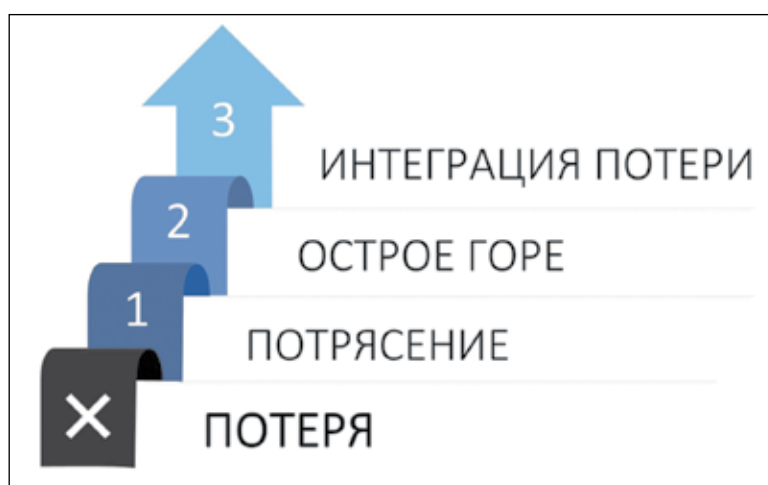 3
ИНТЕГРАЦИЯ ПОТЕРИ
2
ОСТРОЕ ГОРЕ
1
ПОТРЯСЕНИЕ
×
ПОТЕРЯ